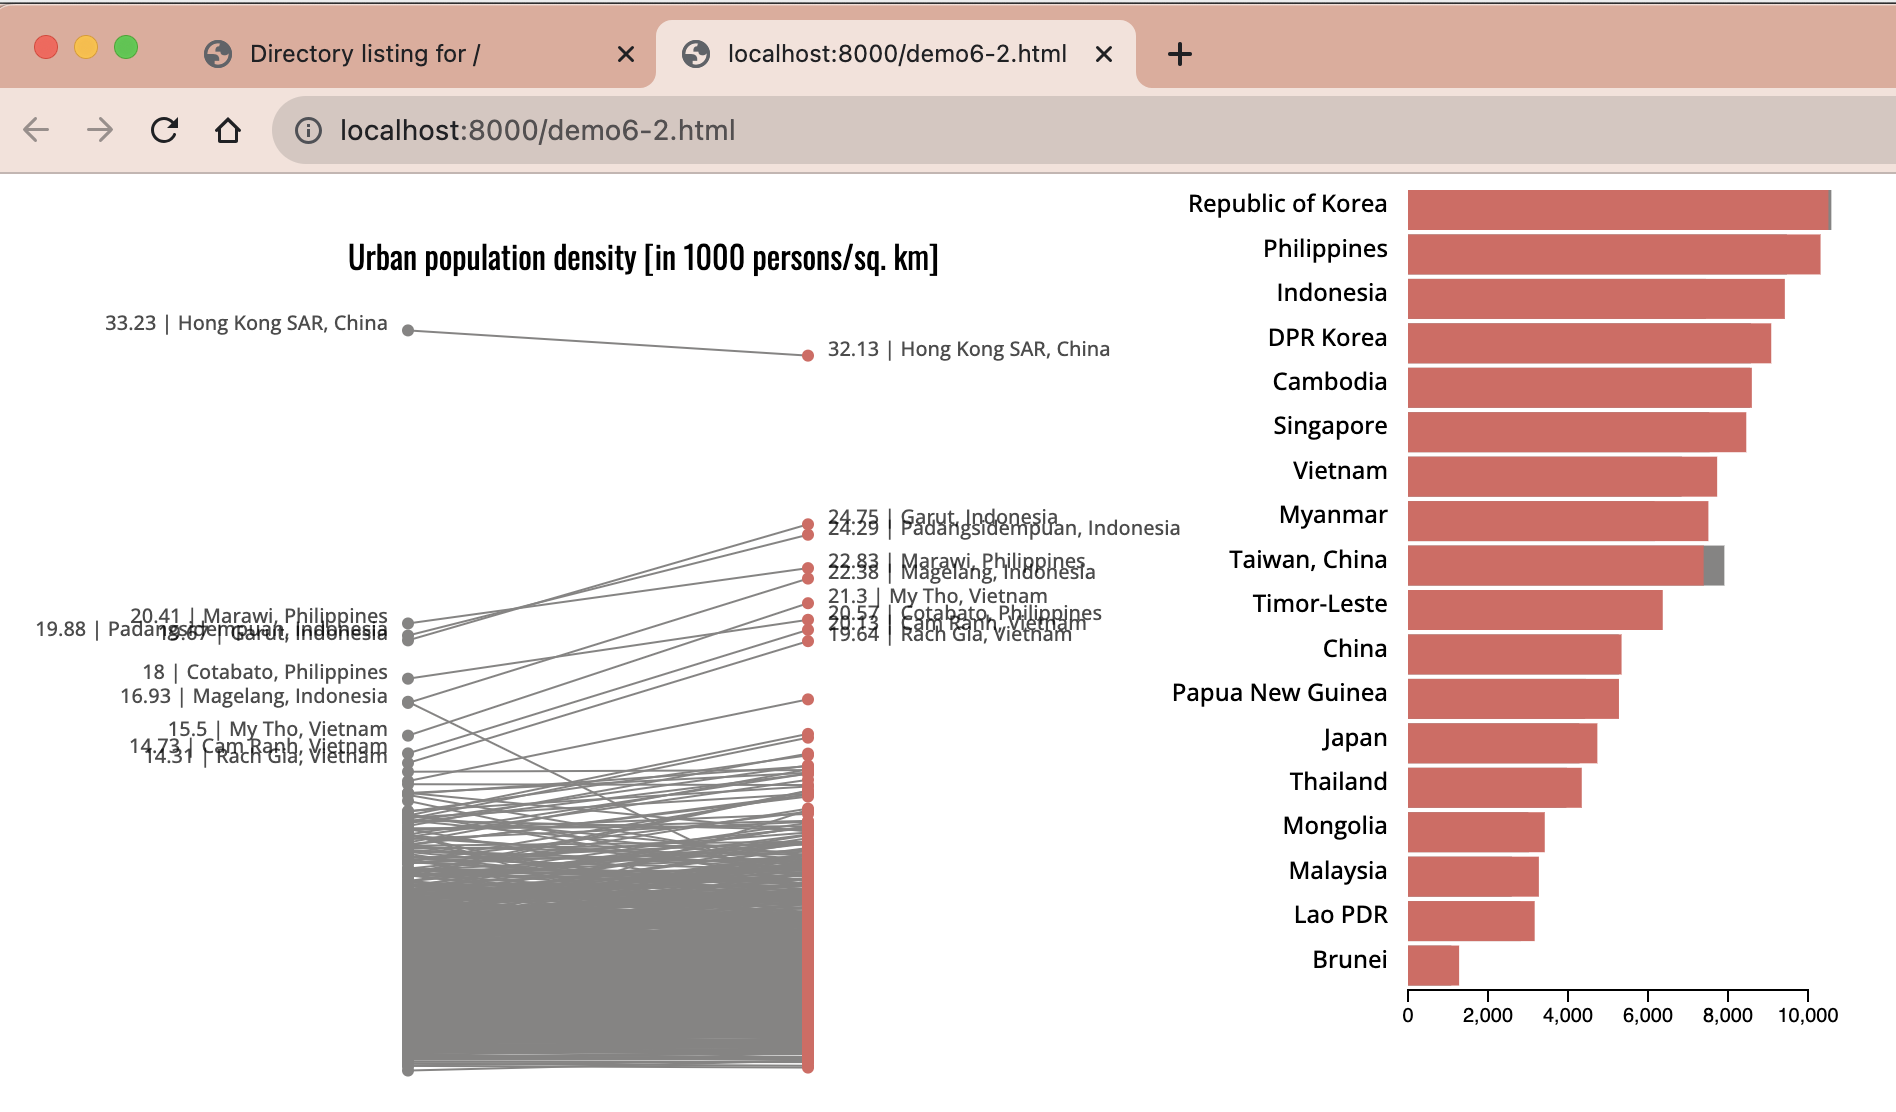 Directory listing for /
localhost:8000/demo6-2.html
localhost:8000/demo6-2.html
Urban population density [in 1000 persons/sq. km]
33.23 | Hong Kong SAR, China
32.13 | Hong Kong SAR, China
24.75 | Garut, Indonesia
24.29 | Padangsidempuan, Indonesia
22.83 | Marawi, Philippines
22.38 | Magelang, Indonesia
21.3 | My Tho, Vietnam
20.57 | Cotabato, Philippines
20.13 | Cam Ranh, Vietnam
19.64 | Rach Gia, Vietnam
20.41 | Marawi, Philippines
19.88 | Padangsidempuan, Indonesia
| Garut, Indonesia
18 | Cotabato, Philippines
16.93 | Magelang, Indonesia
15.5 | My Tho, Vietnam
14.73 | Cam Ranh, Vietnam
14.31 | Rach Gia, Vietnam
Republic of Korea
Philippines
Indonesia
DPR Korea
Cambodia
Singapore
Vietnam
Myanmar
Taiwan, China
Timor-Leste
China
Papua New Guinea
Japan
Thailand
Mongolia
Malaysia
Lao PDR
Brunei
0 2,000 4,000 6,000 8,000 10,000